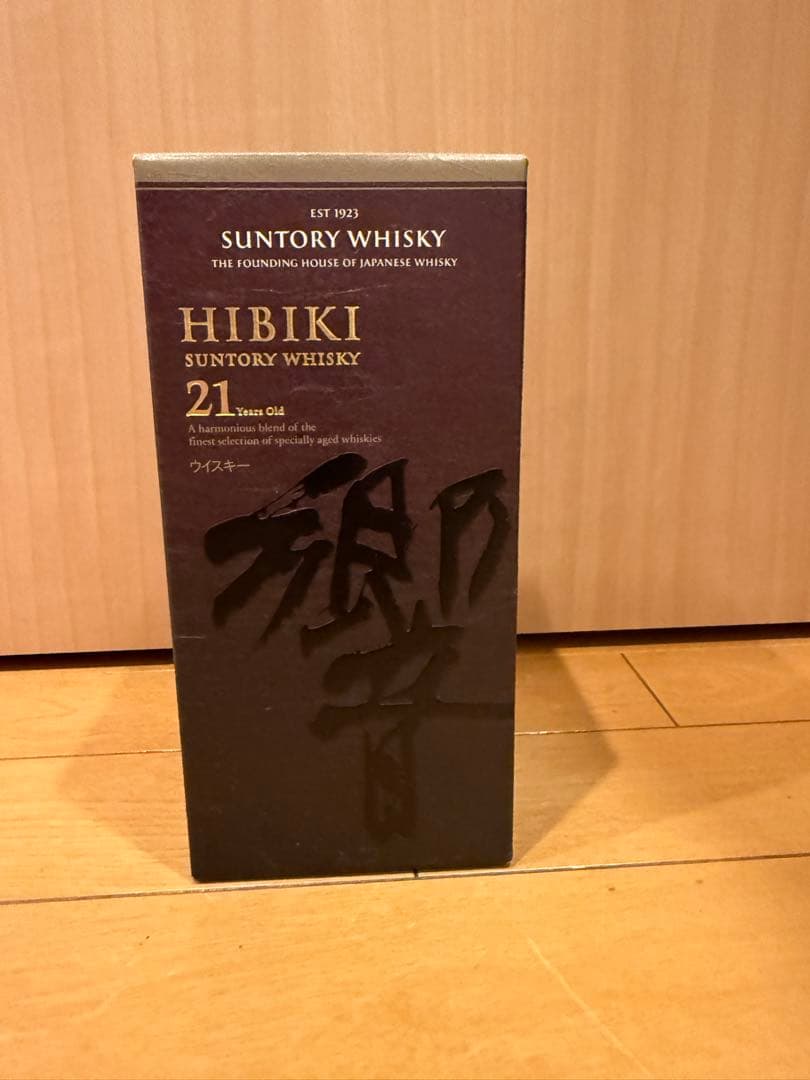 EST 1923
SUNTORY WHISKY
THE FOUNDING HOUSE OF JAPANESE WHISKY
HIBIKI
SUNTORY WHISKY
21 Years Old
A harmonious blend of the
finest selection of specially aged whiskies
ウイスキー
響